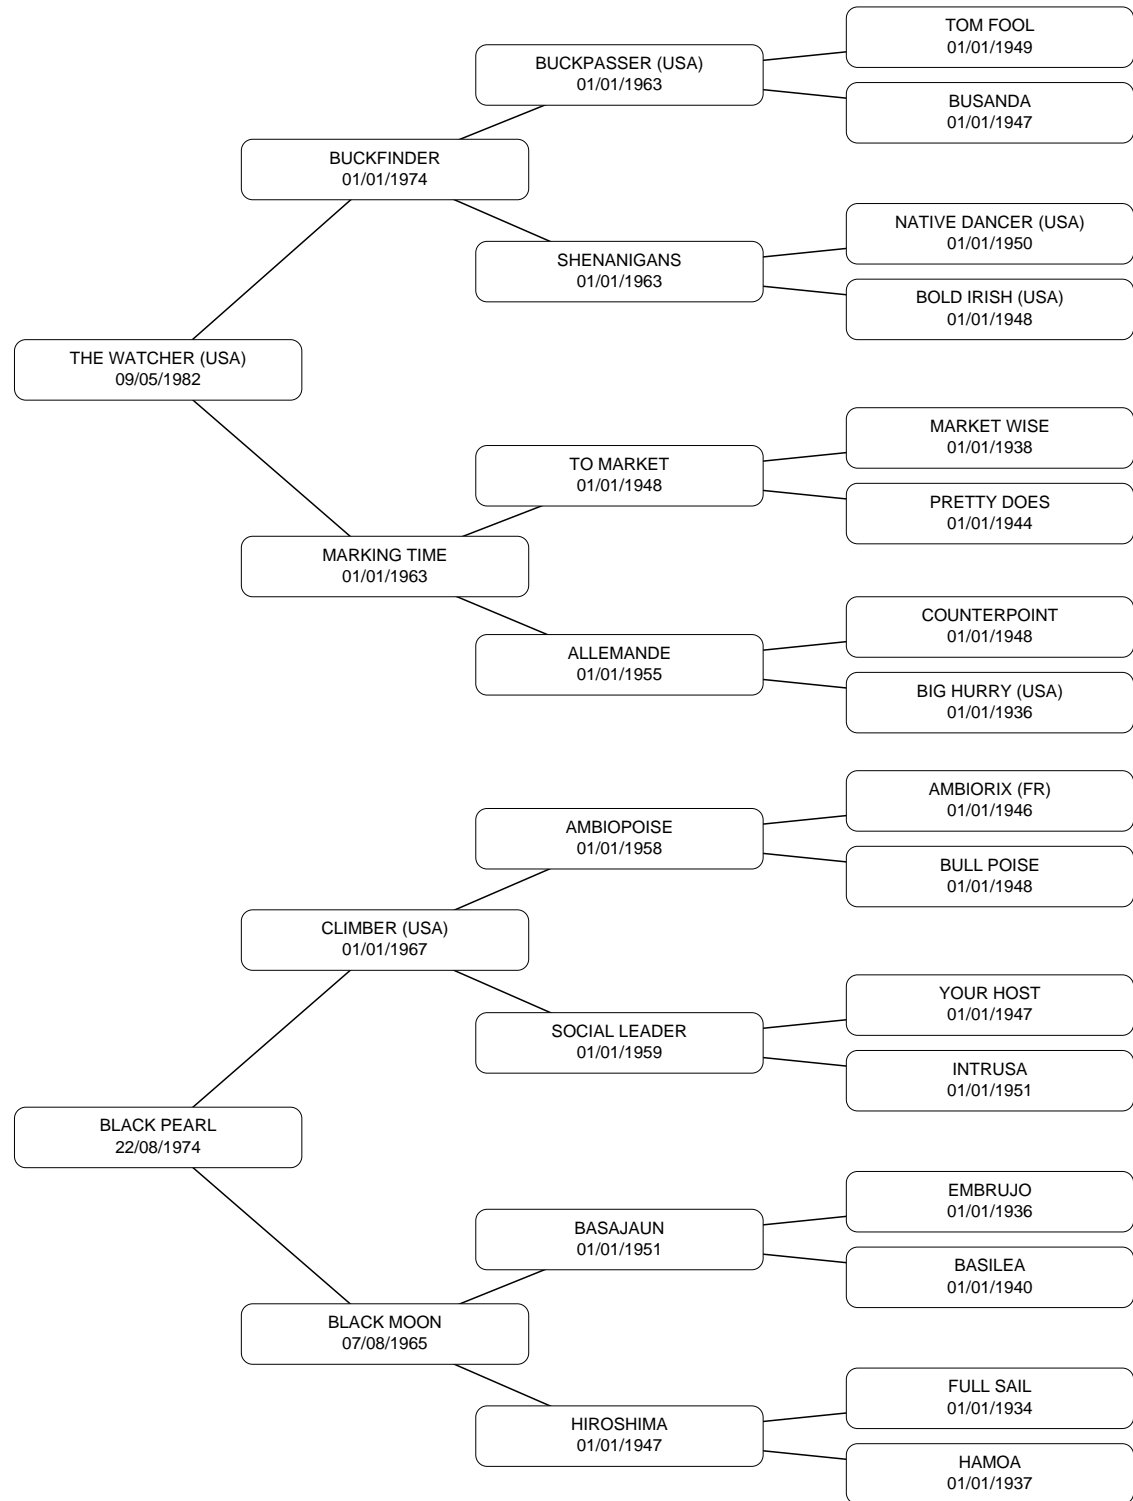 TOM FOOL
01/01/1949
BUCKPASSER (USA)
01/01/1963
BUSANDA
01/01/1947
BUCKFINDER
01/01/1974
NATIVE DANCER (USA)
01/01/1950
SHENANIGANS
01/01/1963
BOLD IRISH (USA)
01/01/1948
THE WATCHER (USA)
09/05/1982
MARKET WISE
01/01/1938
TO MARKET
01/01/1948
PRETTY DOES
01/01/1944
MARKING TIME
01/01/1963
COUNTERPOINT
01/01/1948
ALLEMANDE
01/01/1955
BIG HURRY (USA)
01/01/1936
AMBIORIX (FR)
01/01/1946
AMBIOPOISE
01/01/1958
BULL POISE
01/01/1948
CLIMBER (USA)
01/01/1967
YOUR HOST
01/01/1947
SOCIAL LEADER
01/01/1959
INTRUSA
01/01/1951
BLACK PEARL
22/08/1974
EMBRUJO
01/01/1936
BASAJAUN
01/01/1951
BASILEA
01/01/1940
BLACK MOON
07/08/1965
FULL SAIL
01/01/1934
HIROSHIMA
01/01/1947
HAMOA
01/01/1937